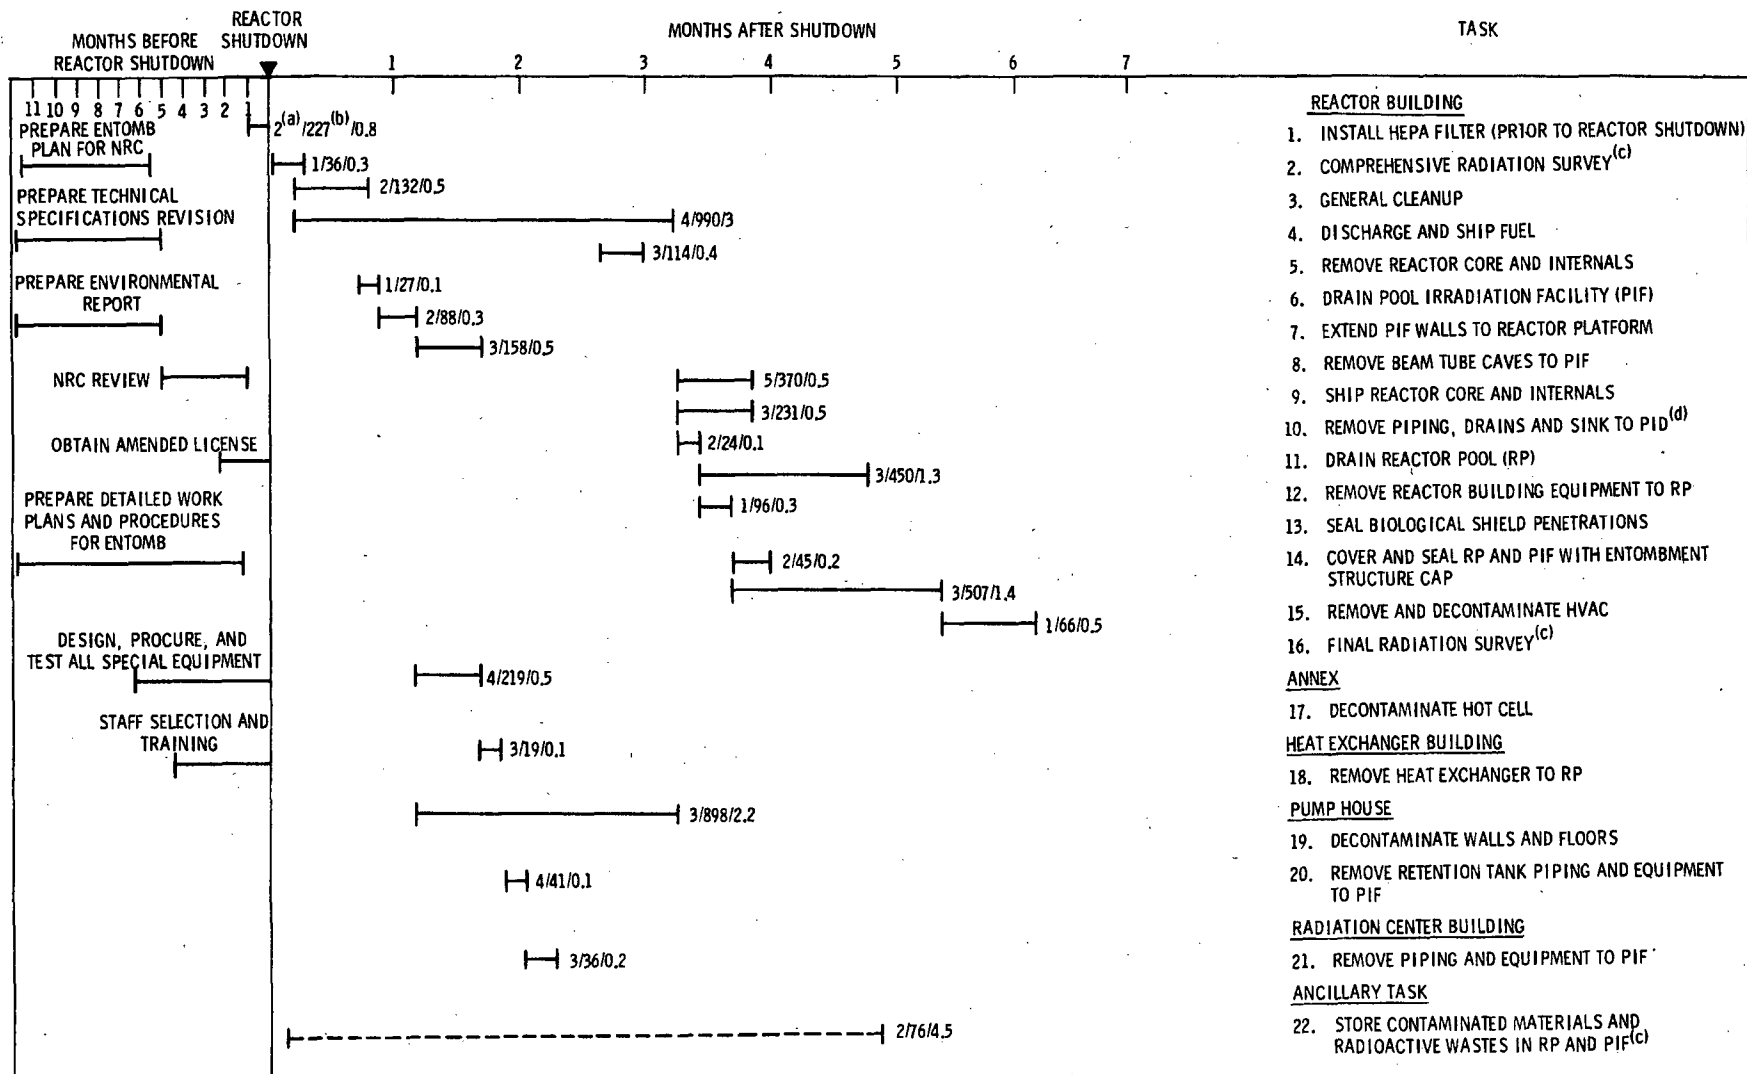 REACTOR
SHUTDOWN
MONTHS BEFORE
REACTOR SHUTDOWN
MONTHS AFTER SHUTDOWN
TASK
1 2 3 4 5 6 7
11 10 9 8 7 6 5 4 3 2 1
PREPARE ENTOMB
PLAN FOR NRC
PREPARE TECHNICAL
SPECIFICATIONS REVISION
PREPARE ENVIRONMENTAL
REPORT
NRC REVIEW
OBTAIN AMENDED LICENSE
PREPARE DETAILED WORK
PLANS AND PROCEDURES
FOR ENTOMB
DESIGN, PROCURE, AND
TEST ALL SPECIAL EQUIPMENT
STAFF SELECTION AND
TRAINING
2(a)/227(b)/0.8
1/36/0.3
2/132/0.5
4/990/3
3/114/0.4
1/27/0.1
2/88/0.3
3/158/0.5
5/370/0.5
3/231/0.5
2/24/0.1
3/450/1.3
1/96/0.3
2/45/0.2
3/507/1.4
1/66/0.5
4/219/0.5
3/19/0.1
3/898/2.2
4/41/0.1
3/36/0.2
2/76/4.5
REACTOR BUILDING
1. INSTALL HEPA FILTER (PRIOR TO REACTOR SHUTDOWN)
2. COMPREHENSIVE RADIATION SURVEY(c)
3. GENERAL CLEANUP
4. DISCHARGE AND SHIP FUEL
5. REMOVE REACTOR CORE AND INTERNALS
6. DRAIN POOL IRRADIATION FACILITY (PIF)
7. EXTEND PIF WALLS TO REACTOR PLATFORM
8. REMOVE BEAM TUBE CAVES TO PIF
9. SHIP REACTOR CORE AND INTERNALS
10. REMOVE PIPING, DRAINS AND SINK TO PID(d)
11. DRAIN REACTOR POOL (RP)
12. REMOVE REACTOR BUILDING EQUIPMENT TO RP
13. SEAL BIOLOGICAL SHIELD PENETRATIONS
14. COVER AND SEAL RP AND PIF WITH ENTOMBMENT
STRUCTURE CAP
15. REMOVE AND DECONTAMINATE HVAC
16. FINAL RADIATION SURVEY(c)
ANNEX
17. DECONTAMINATE HOT CELL
HEAT EXCHANGER BUILDING
18. REMOVE HEAT EXCHANGER TO RP
PUMP HOUSE
19. DECONTAMINATE WALLS AND FLOORS
20. REMOVE RETENTION TANK PIPING AND EQUIPMENT
TO PIF
RADIATION CENTER BUILDING
21. REMOVE PIPING AND EQUIPMENT TO PIF
ANCILLARY TASK
22. STORE CONTAMINATED MATERIALS AND
RADIOACTIVE WASTES IN RP AND PIF(c)